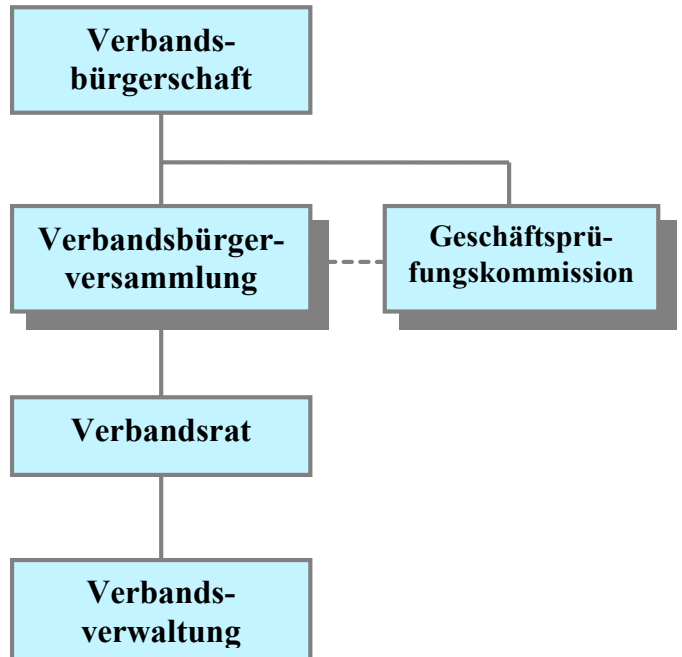 Verbands-
bürgerschaft
Verbandsbürger-
versammlung
Geschäftsprü-
fungskommission
Verbandsrat
Verbands-
verwaltung